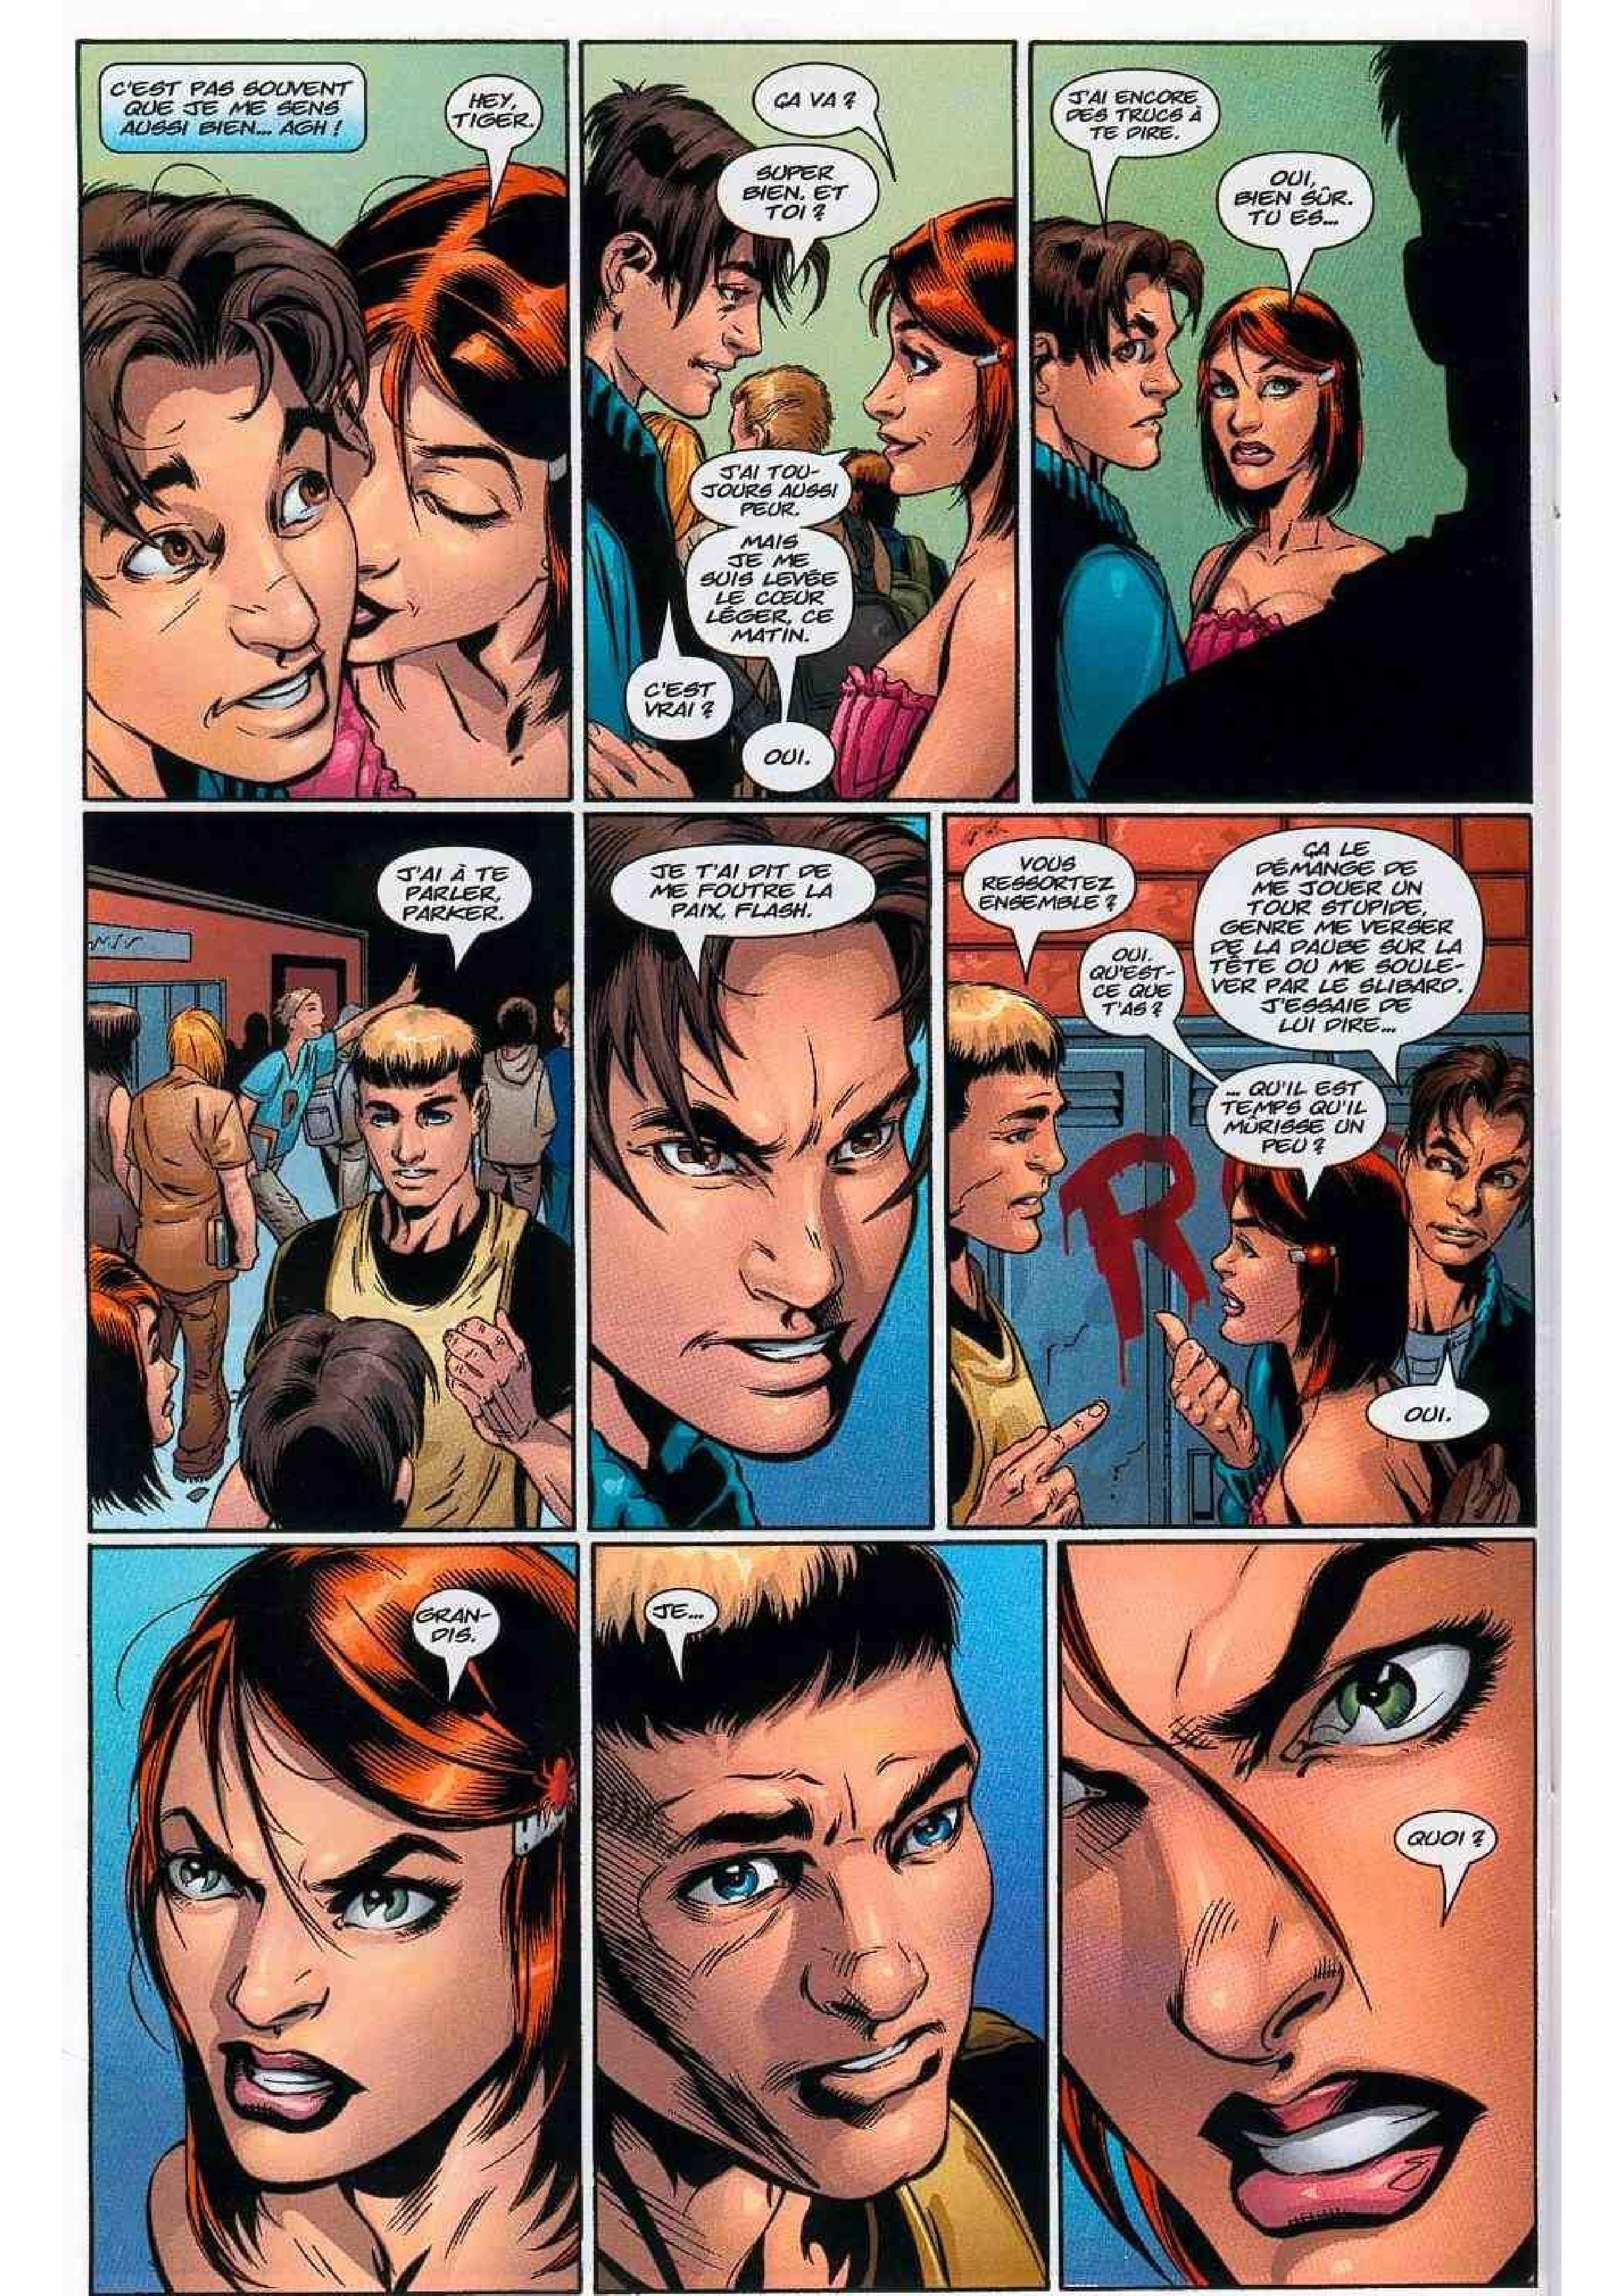 C'EST PAS SOUVENT
QUE JE ME SENS
AUSSI BIEN... AGH !
HEY,
TIGER.
ÇA VA ?
SUPER
BIEN. ET
TOI ?
J'AI TOU-
JOURS AUSSI
PEUR.
MAIS
JE ME
SUIS LEVÉE
LE CŒUR
LÉGER, CE
MATIN.
C'EST
VRAI ?
OUI.
J'AI ENCORE
DES TRUCS À
TE DIRE.
OUI,
BIEN SÛR.
TU ES...
J'AI À TE
PARLER,
PARKER.
JE T'AI DIT DE
ME FOUTRE LA
PAIX, FLASH.
VOUS
RESSORTEZ
ENSEMBLE ?
OUI.
QU'EST-
CE QUE
T'AS ?
ÇA LE
DÉMANGE DE
ME JOUER UN
TOUR STUPIDE,
GENRE ME VERSER
DE LA DAUBE SUR LA
TÊTE OU ME SOULE-
VER PAR LE SLIBARD.
J'ESSAIE DE
LUI DIRE...
... QU'IL EST
TEMPS QU'IL
MÛRISSE UN
PEU ?
R
OUI.
GRAN-
DIS.
JE...
QUOI ?